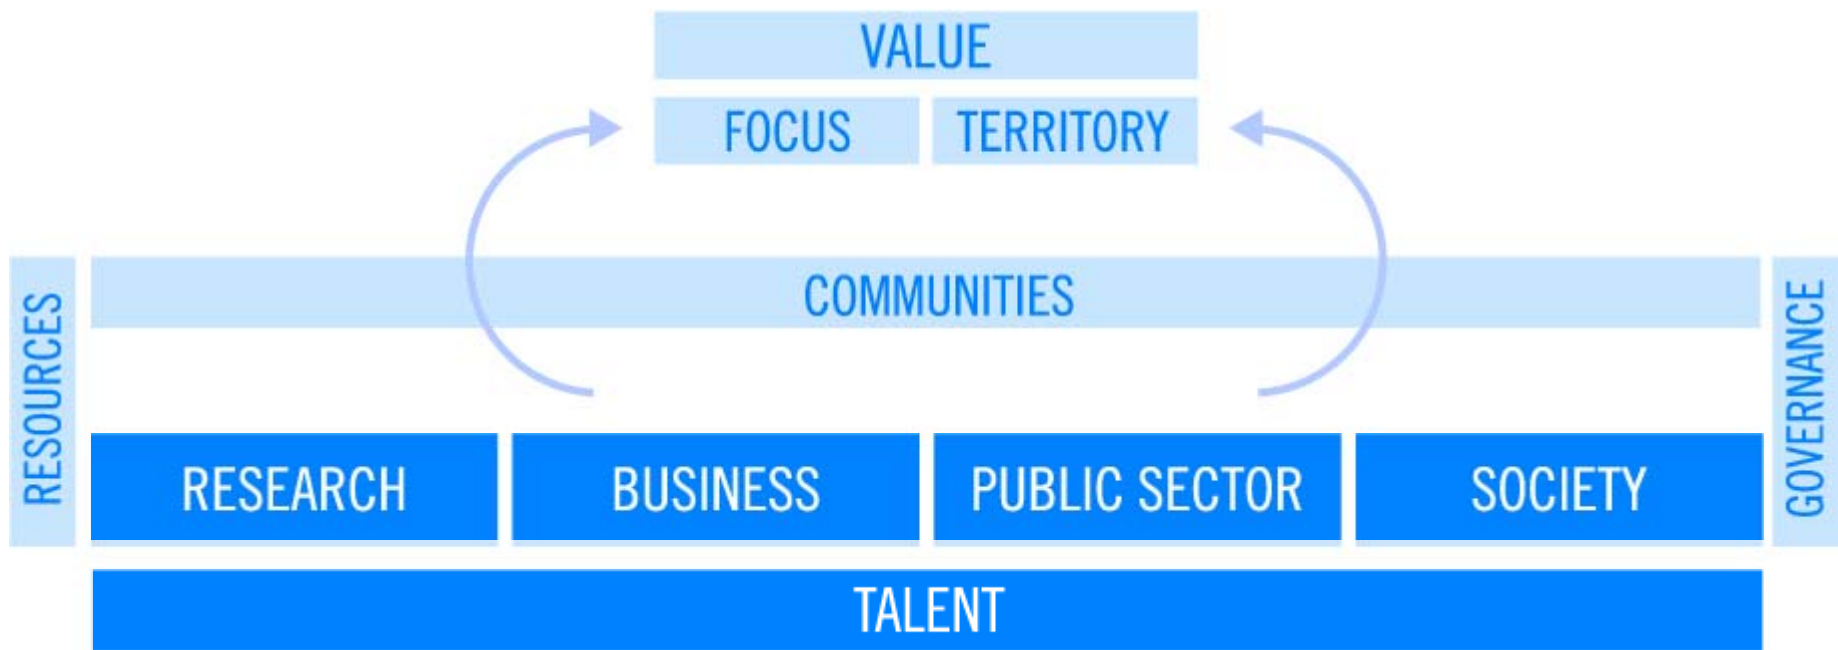 VALUE
FOCUS
TERRITORY
RESOURCES
COMMUNITIES
GOVERNANCE
RESEARCH
BUSINESS
PUBLIC SECTOR
SOCIETY
TALENT